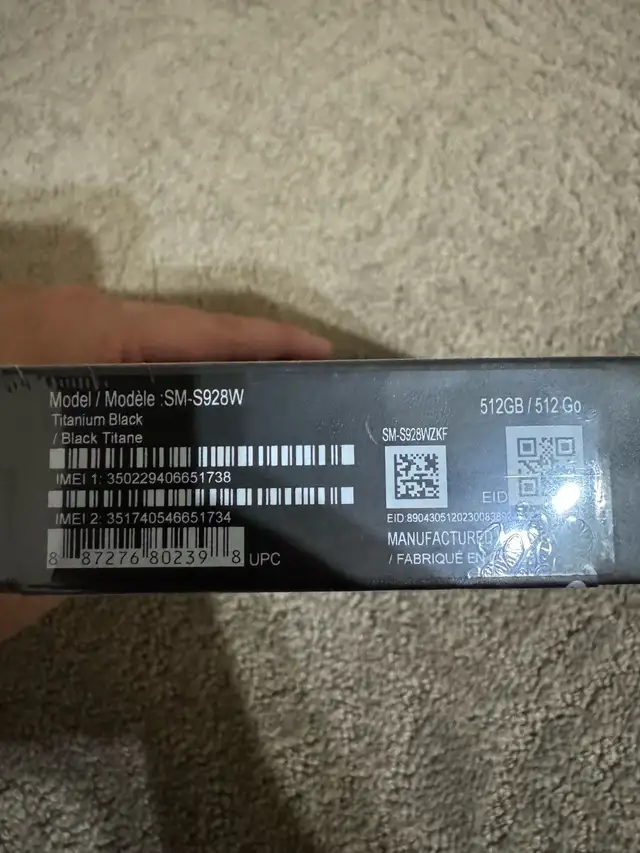 Model / Modèle :SM-S928W
Titanium Black
/ Black Titane
512GB / 512 Go
IMEI 1: 350229406651738
IMEI 2: 351740546651734
8 87276 80239 8 UPC
SM-S928WZKF
EID
MANUFACTURED
/ FABRIQUÉ EN